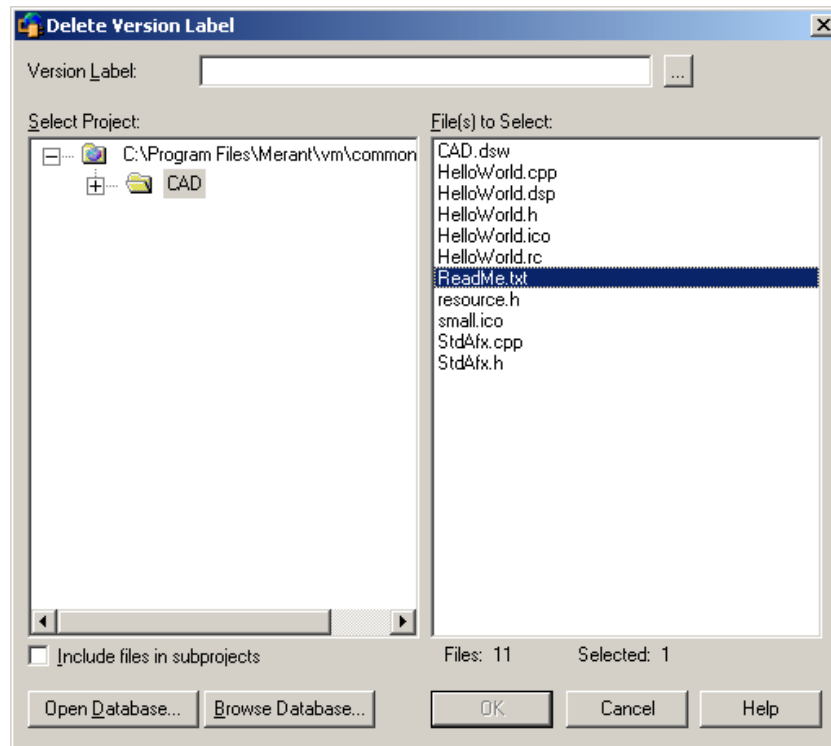 Delete Version Label
Version Label:
...
Select Project:
C:\Program Files\Merant\vm\common
CAD
File(s) to Select:
CAD.dsw
HelloWorld.cpp
HelloWorld.dsp
HelloWorld.h
HelloWorld.ico
HelloWorld.rc
ReadMe.txt
resource.h
small.ico
StdAfx.cpp
StdAfx.h
Include files in subprojects
Files: 11 Selected: 1
Open Database... Browse Database... OK Cancel Help